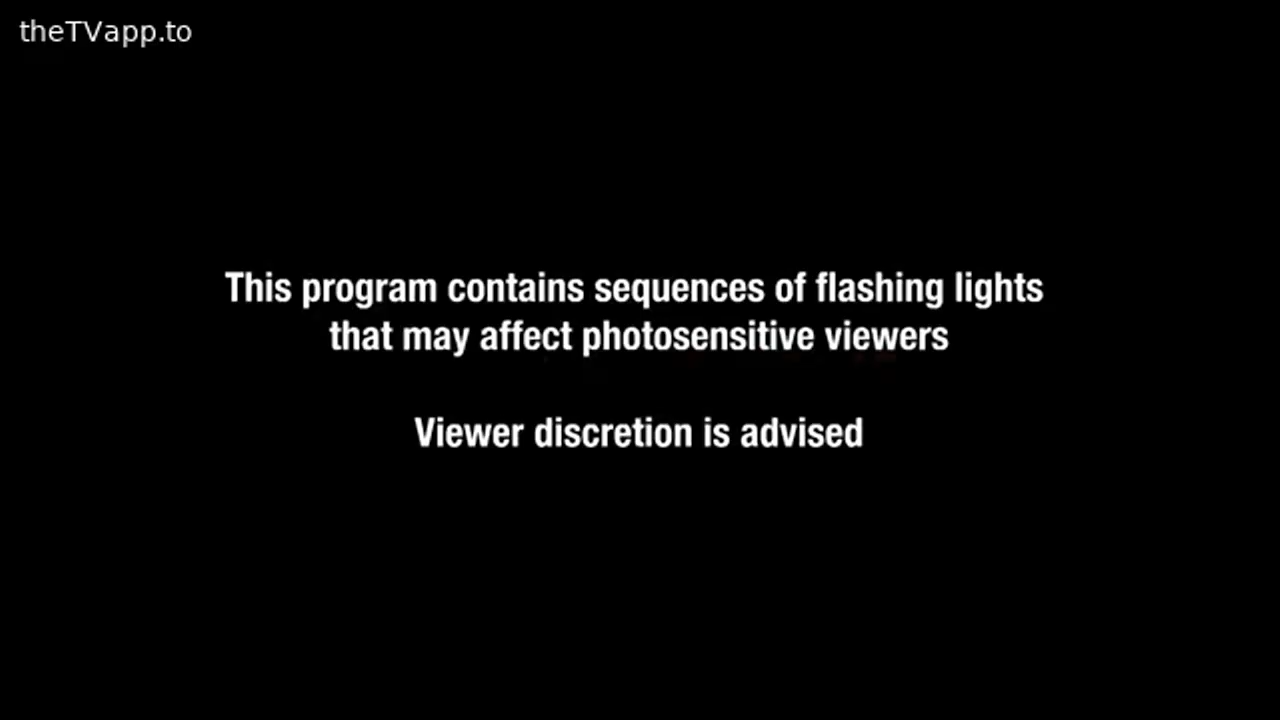 theTVapp.to
This program contains sequences of flashing lights
that may affect photosensitive viewers
Viewer discretion is advised